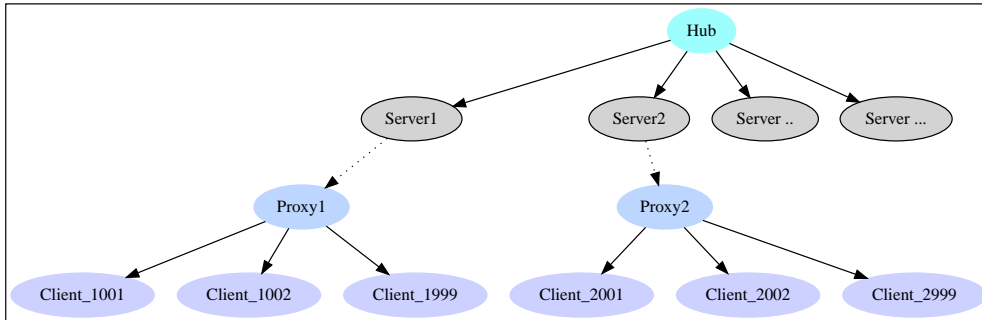 Hub
Server1
Server2
Server ..
Server ...
Proxy1
Proxy2
Client_1001
Client_1002
Client_1999
Client_2001
Client_2002
Client_2999